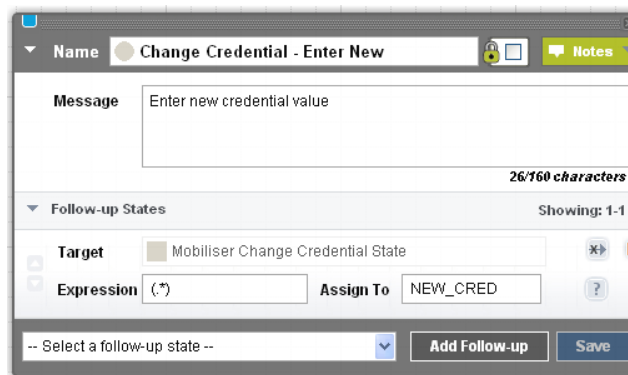 Name Change Credential - Enter New Notes
Message Enter new credential value
26/160 characters
Follow-up States Showing: 1-1
Target Mobiliser Change Credential State
Expression (.*) Assign To NEW_CRED ?
-- Select a follow-up state -- Add Follow-up Save